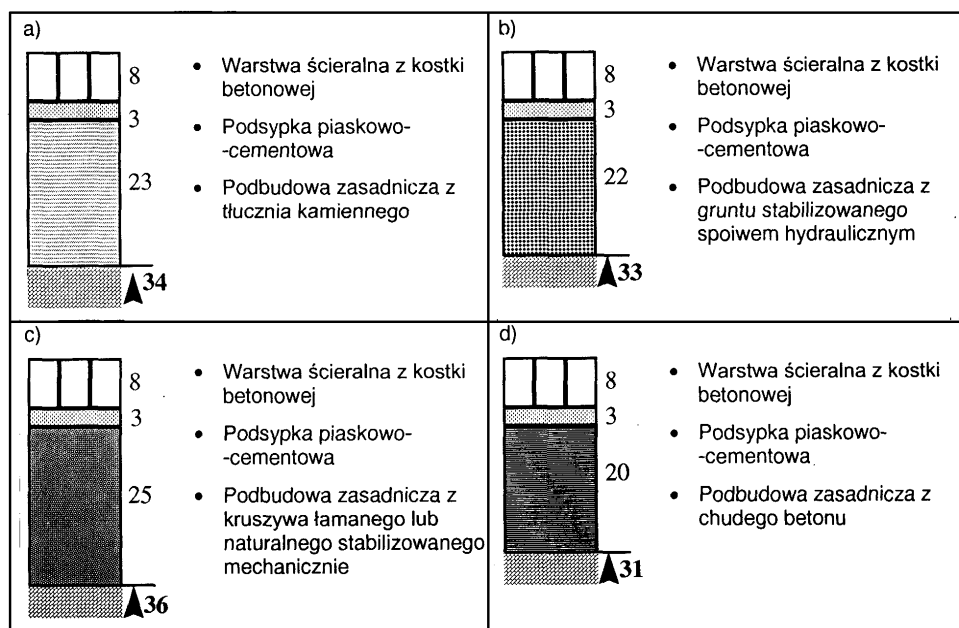 a)
8
3
23
34
• Warstwa ścieralna z kostki
betonowej
• Podsypka piaskowo-
-cementowa
• Podbudowa zasadnicza z
tłucznia kamiennego
b)
8
3
22
33
• Warstwa ścieralna z kostki
betonowej
• Podsypka piaskowo-
-cementowa
• Podbudowa zasadnicza z
gruntu stabilizowanego
spoiwem hydraulicznym
c)
8
3
25
36
• Warstwa ścieralna z kostki
betonowej
• Podsypka piaskowo-
-cementowa
• Podbudowa zasadnicza z
kruszywa łamanego lub
naturalnego stabilizowanego
mechanicznie
d)
8
3
20
31
• Warstwa ścieralna z kostki
betonowej
• Podsypka piaskowo-
-cementowa
• Podbudowa zasadnicza z
chudego betonu